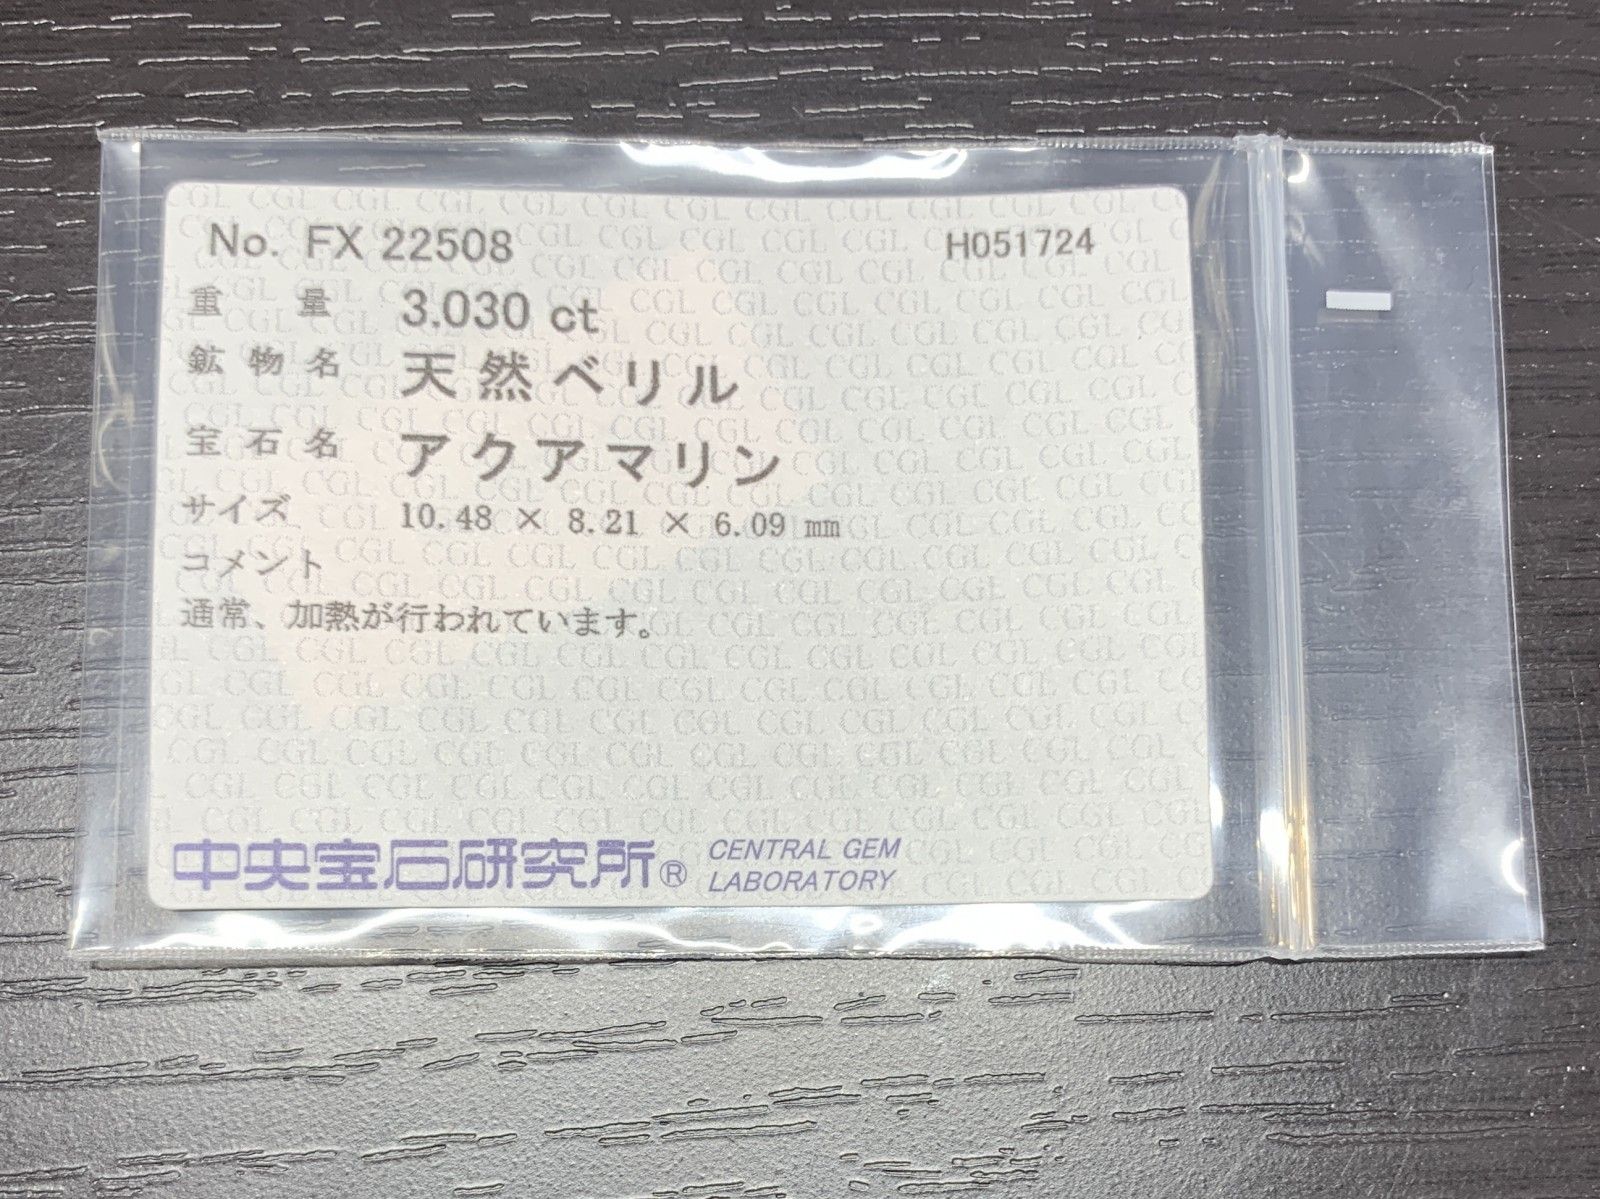 No. FX 22508 H051724
重量 3.030 ct
鉱物名 天然ベリル
宝石名 アクアマリン
サイズ 10.48 × 8.21 × 6.09 mm
コメント
通常、加熱が行われています。
中央宝石研究所® CENTRAL GEM
LABORATORY